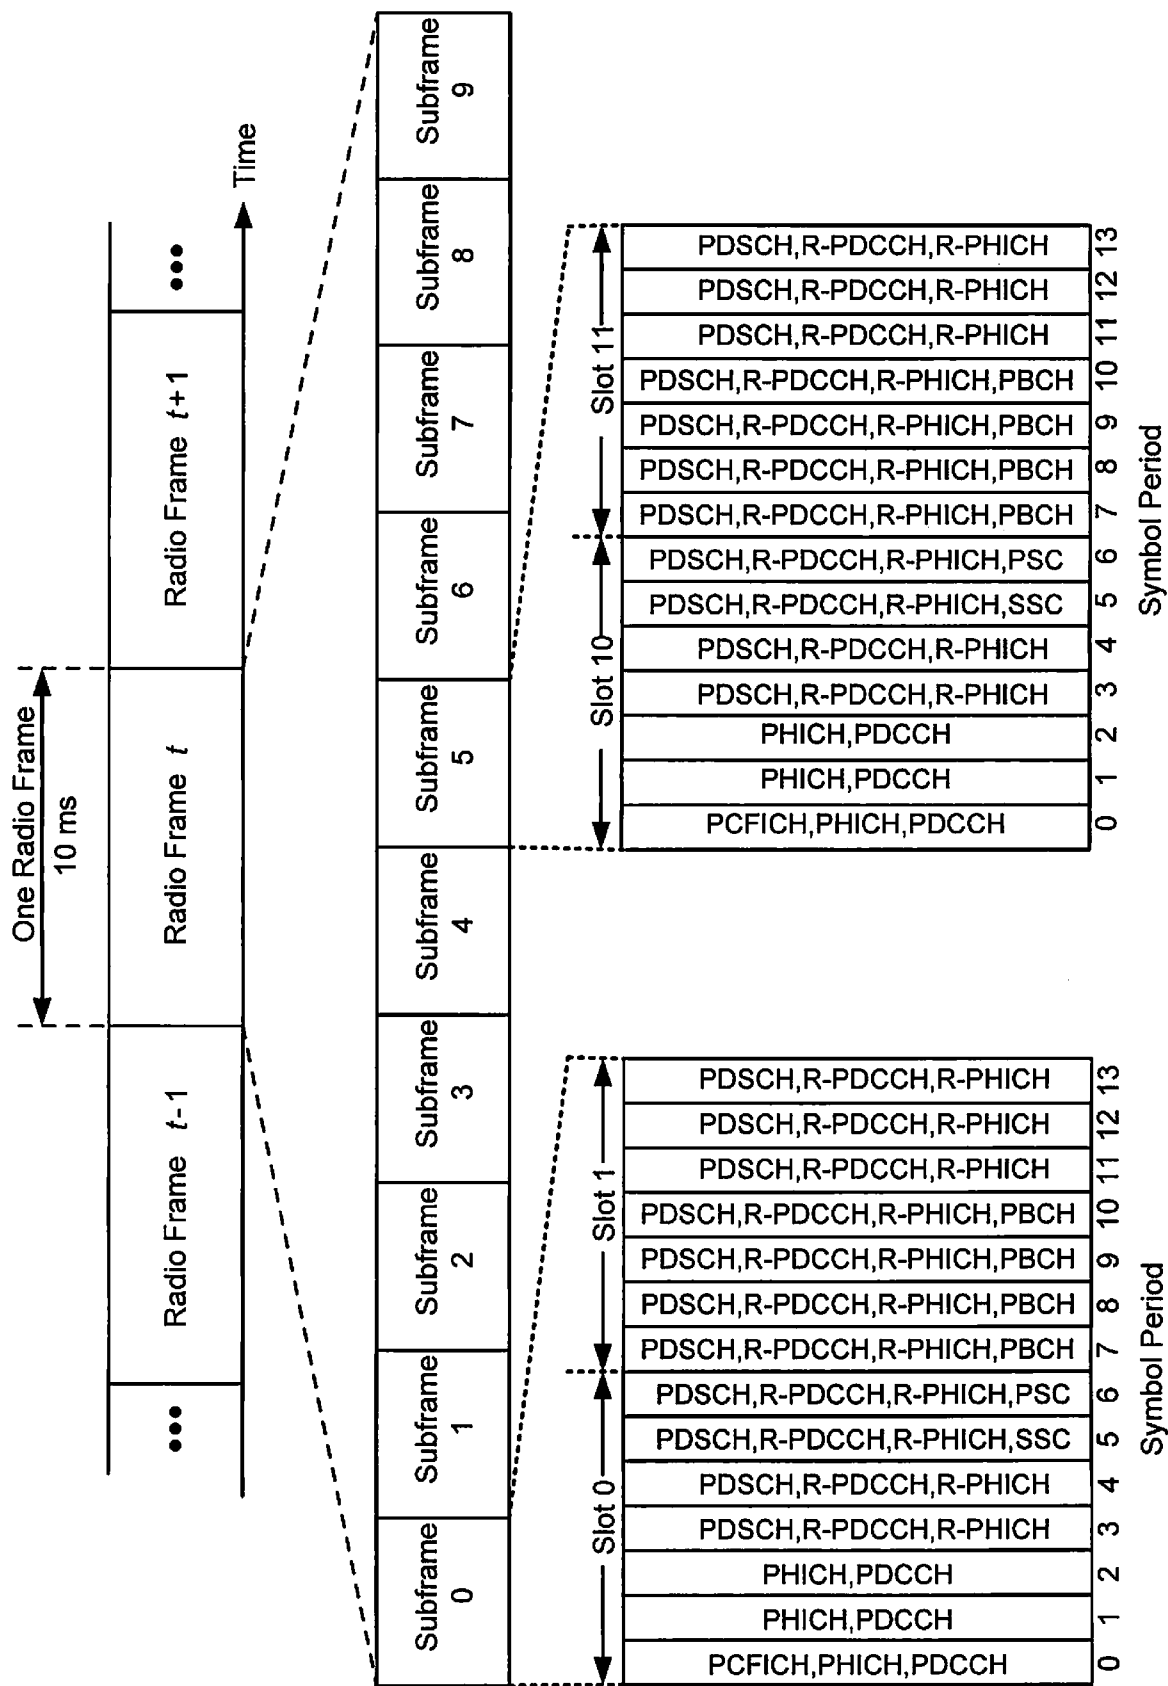 One Radio Frame
10 ms
•••
Radio Frame t-1
Radio Frame t
Radio Frame t+1
•••
Time
Subframe
0
Subframe
1
Subframe
2
Subframe
3
Subframe
4
Subframe
5
Subframe
6
Subframe
7
Subframe
8
Subframe
9
Slot 0
Slot 1
PCFICH,PHICH,PDCCH
PHICH,PDCCH
PHICH,PDCCH
PDSCH,R-PDCCH,R-PHICH
PDSCH,R-PDCCH,R-PHICH
PDSCH,R-PDCCH,R-PHICH,SSC
PDSCH,R-PDCCH,R-PHICH,PSC
PDSCH,R-PDCCH,R-PHICH,PBCH
PDSCH,R-PDCCH,R-PHICH,PBCH
PDSCH,R-PDCCH,R-PHICH,PBCH
PDSCH,R-PDCCH,R-PHICH,PBCH
PDSCH,R-PDCCH,R-PHICH
PDSCH,R-PDCCH,R-PHICH
PDSCH,R-PDCCH,R-PHICH
0 1 2 3 4 5 6 7 8 9 10 11 12 13
Symbol Period
Slot 10
Slot 11
PCFICH,PHICH,PDCCH
PHICH,PDCCH
PHICH,PDCCH
PDSCH,R-PDCCH,R-PHICH
PDSCH,R-PDCCH,R-PHICH
PDSCH,R-PDCCH,R-PHICH,SSC
PDSCH,R-PDCCH,R-PHICH,PSC
PDSCH,R-PDCCH,R-PHICH,PBCH
PDSCH,R-PDCCH,R-PHICH,PBCH
PDSCH,R-PDCCH,R-PHICH,PBCH
PDSCH,R-PDCCH,R-PHICH,PBCH
PDSCH,R-PDCCH,R-PHICH
PDSCH,R-PDCCH,R-PHICH
PDSCH,R-PDCCH,R-PHICH
0 1 2 3 4 5 6 7 8 9 10 11 12 13
Symbol Period